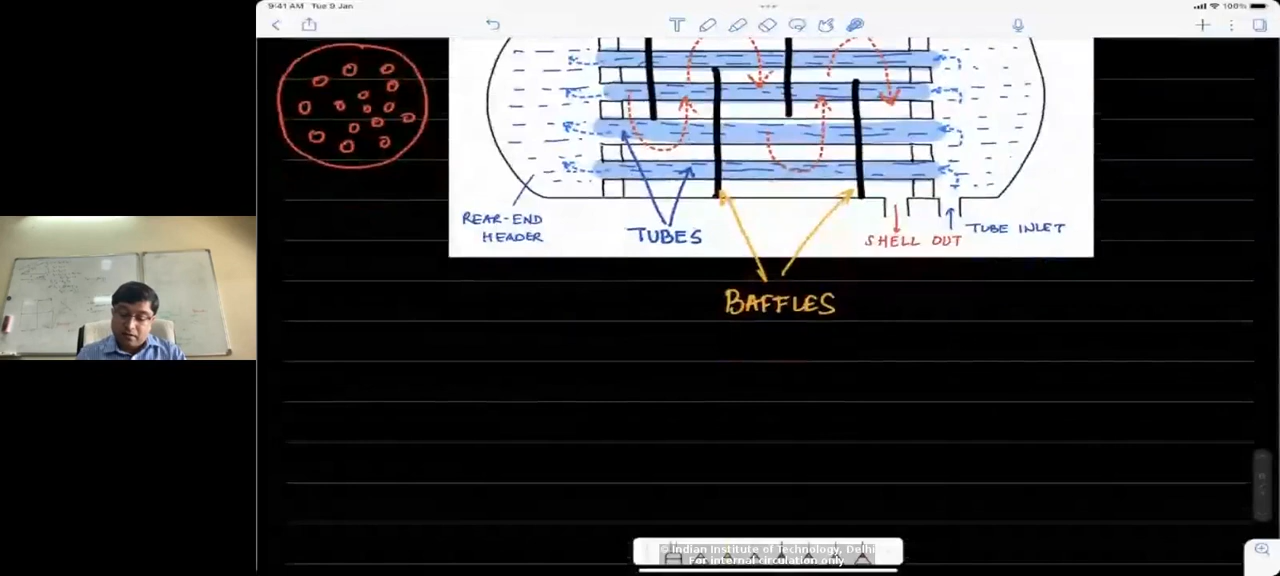 9:41 AM Tue 9 Jan
100%
REAR-END
HEADER
TUBES
SHELL OUT
TUBE INLET
BAFFLES
© Indian Institute of Technology, Delhi
For internal circulation only